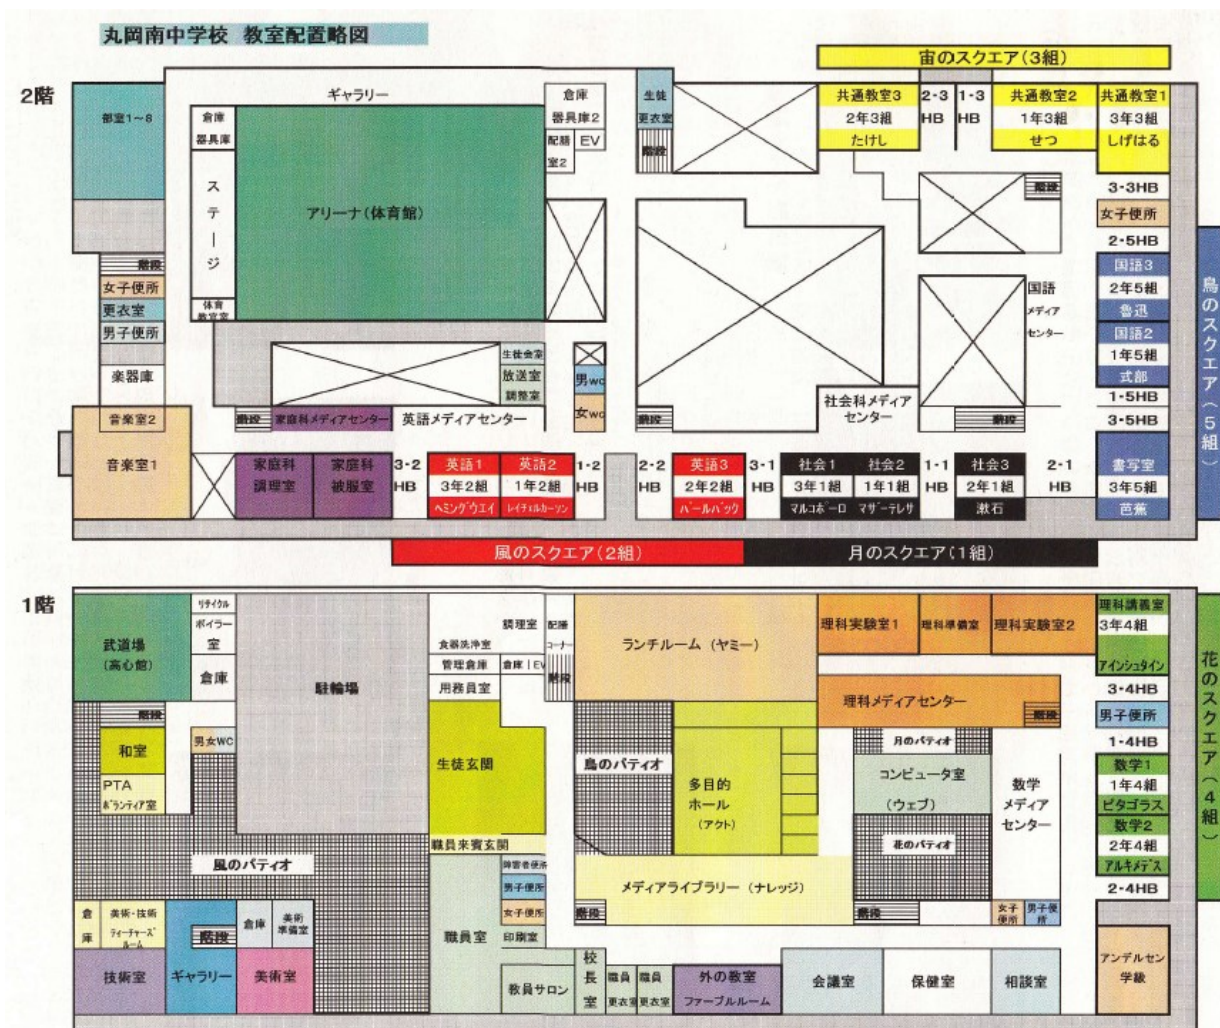 丸岡南中学校 教室配置略図
宙のスクエア(3組)
2階
部室1~8
ギャラリー
倉庫
器具庫
ステージ
体育
教官室
アリーナ(体育館)
倉庫
器具庫2
配膳
室2
EV
生徒
更衣室
階段
共通教室3
2年3組
たけし
2・3
HB
1・3
HB
共通教室2
1年3組
せつ
共通教室1
3年3組
しげはる
階段
3・3HB
女子便所
2・5HB
国語3
2年5組
魯迅
国語2
1年5組
式部
1・5HB
3・5HB
書写室
3年5組
芭蕉
鳥のスクエア(5組)
国語
メディア
センター
階段
女子便所
更衣室
男子便所
楽器庫
音楽室2
音楽室1
生徒会室
放送室
調整室
男wc
女wc
階段
家庭科メディアセンター
英語メディアセンター
階段
社会科メディア
センター
階段
家庭科
調理室
家庭科
被服室
3-2
HB
英語1
3年2組
ヘミングウエイ
英語2
1年2組
レイチェルカーソン
1-2
HB
2-2
HB
英語3
2年2組
パールバック
3-1
HB
社会1
3年1組
マルコポーロ
社会2
1年1組
マザーテレサ
1-1
HB
社会3
2年1組
漱石
2-1
HB
風のスクエア(2組)
月のスクエア(1組)
1階
武道場
(高心館)
リサイクル
ボイラー
室
倉庫
駐輪場
調理室
食器洗浄室
管理倉庫
倉庫
EV
用務員室
配膳
コーナー
階段
ランチルーム(ヤミー)
理科実験室1
理科準備室
理科実験室2
理科講義室
3年4組
アインシュタイン
3・4HB
男子便所
1・4HB
数学1
1年4組
ピタゴラス
数学2
2年4組
アルキメデス
2・4HB
花のスクエア(4組)
理科メディアセンター
階段
階段
和室
PTA
ボランティア室
男女WC
生徒玄関
鳥のパティオ
多目的
ホール
(アクト)
月のパティオ
コンピュータ室
(ウェブ)
花のパティオ
数学
メディア
センター
風のパティオ
職員来賓玄関
障害者便所
男子便所
女子便所
印刷室
職員室
教員サロン
メディアライブラリー(ナレッジ)
階段
階段
女子
便所
男子便
所
倉
庫
美術・技術
ティーチャーズ
ルーム
階段
倉庫
美術
準備室
技術室
ギャラリー
美術室
校
長
室
職員
更衣室
職員
更衣室
外の教室
ファーブルルーム
会議室
保健室
相談室
アンデルセン
学級